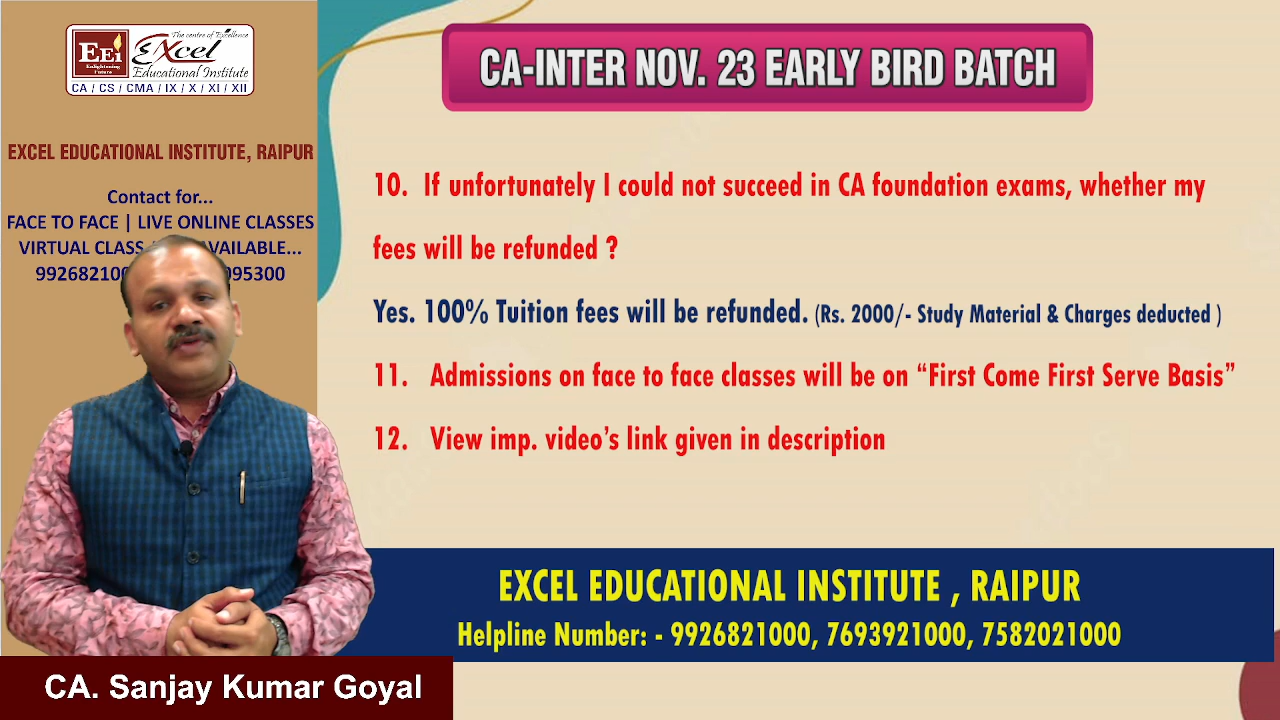 EEi
Enlightening
Future
The centre of Excellence
Excel
Educational Institute
CA / CS / CMA / IX / X / XI / XII
CA-INTER NOV. 23 EARLY BIRD BATCH
EXCEL EDUCATIONAL INSTITUTE, RAIPUR
Contact for...
FACE TO FACE | LIVE ONLINE CLASSES
VIRTUAL CLASS
10. If unfortunately I could not succeed in CA foundation exams, whether my
fees will be refunded ?
Yes. 100% Tuition fees will be refunded. (Rs. 2000/- Study Material & Charges deducted )
11. Admissions on face to face classes will be on “First Come First Serve Basis”
12. View imp. video’s link given in description
EXCEL EDUCATIONAL INSTITUTE , RAIPUR
Helpline Number: - 9926821000, 7693921000, 7582021000
CA. Sanjay Kumar Goyal